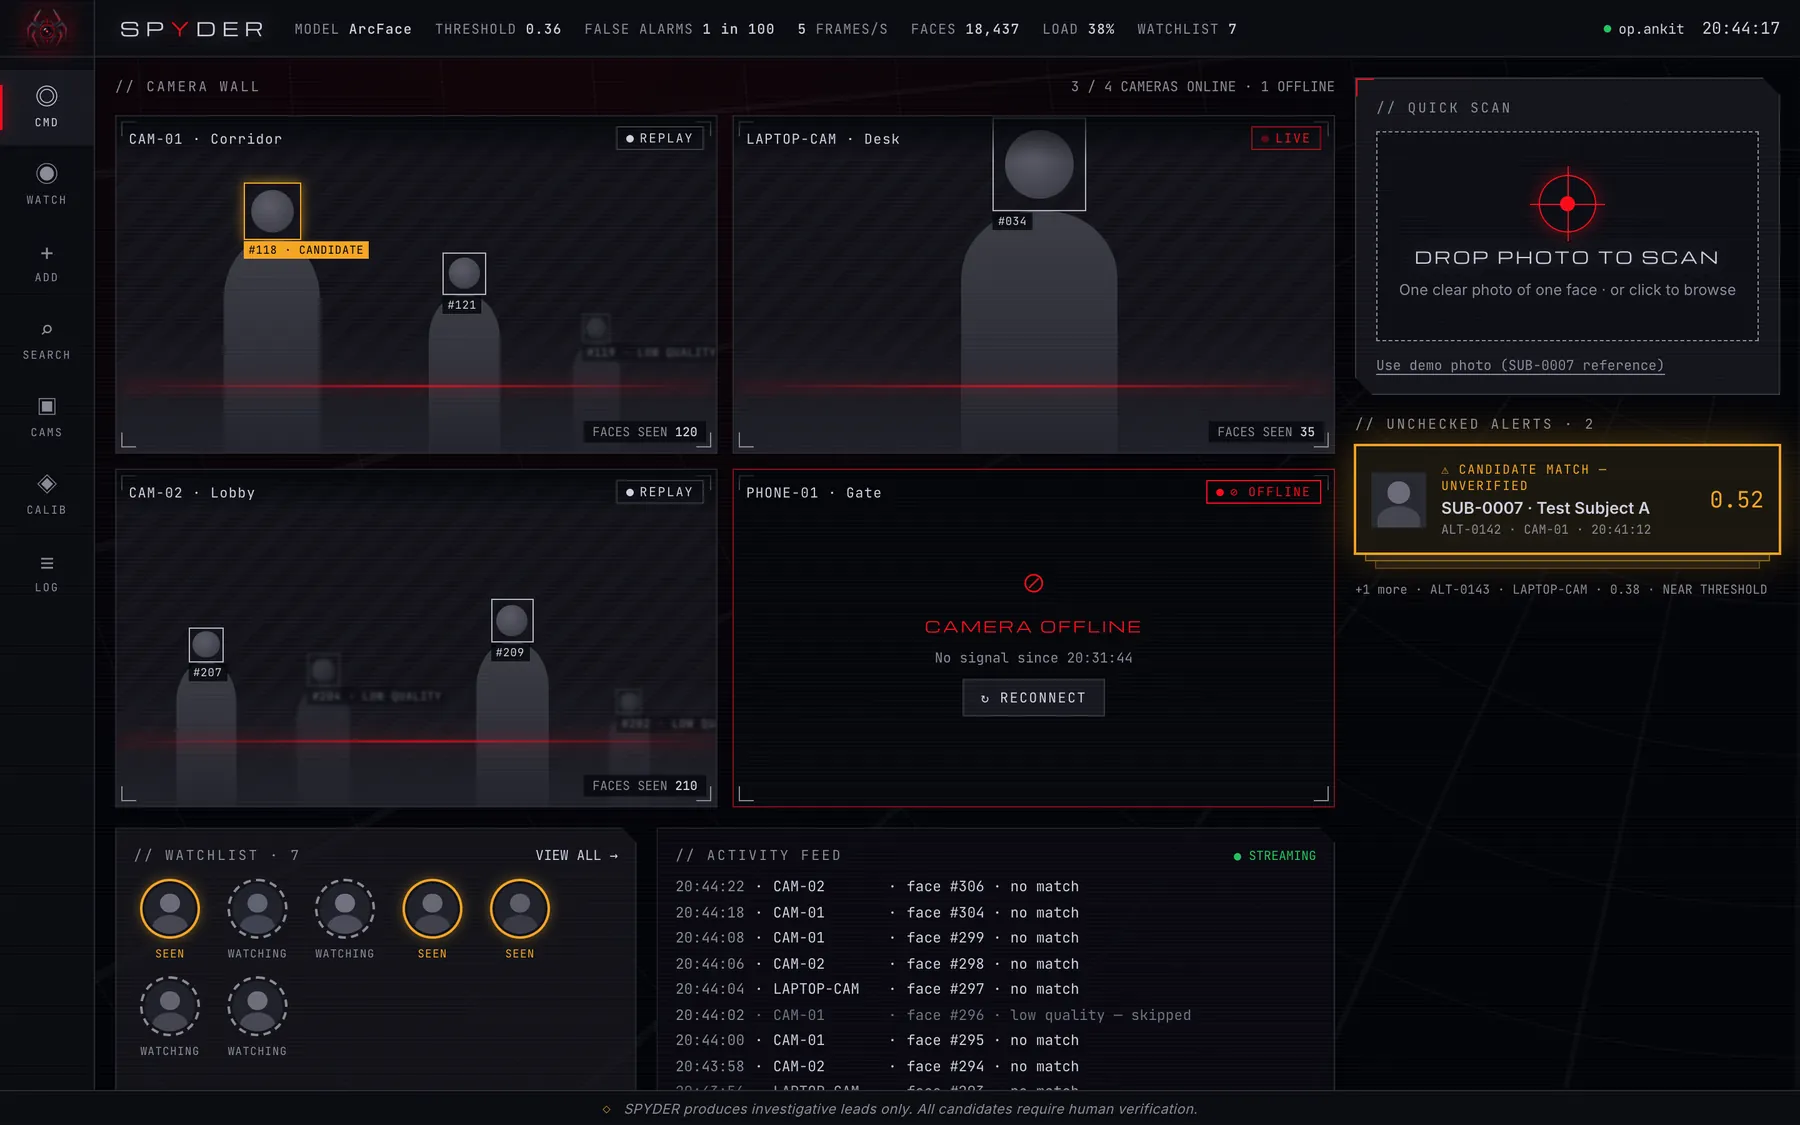 SPYDER
MODEL ArcFace THRESHOLD 0.36 FALSE ALARMS 1 in 100 5 FRAMES/S FACES 18,437 LOAD 38% WATCHLIST 7
op.ankit 20:44:17
CMD
WATCH
ADD
SEARCH
CAMS
CALIB
LOG
// CAMERA WALL
3 / 4 CAMERAS ONLINE · 1 OFFLINE
CAM-01 · Corridor
REPLAY
#118 · CANDIDATE
#121
#119 · LOW QUALITY
FACES SEEN 120
LAPTOP-CAM · Desk
LIVE
#034
FACES SEEN 35
CAM-02 · Lobby
REPLAY
#207
#204 · LOW QUALITY
#209
#202 · LOW QU
FACES SEEN 210
PHONE-01 · Gate
⊘ OFFLINE
CAMERA OFFLINE
No signal since 20:31:44
↻ RECONNECT
// QUICK SCAN
DROP PHOTO TO SCAN
One clear photo of one face · or click to browse
Use demo photo (SUB-0007 reference)
// UNCHECKED ALERTS · 2
⚠ CANDIDATE MATCH —
UNVERIFIED
SUB-0007 · Test Subject A
ALT-0142 · CAM-01 · 20:41:12
0.52
+1 more · ALT-0143 · LAPTOP-CAM · 0.38 · NEAR THRESHOLD
// WATCHLIST · 7
VIEW ALL →
SEEN WATCHING WATCHING SEEN SEEN
WATCHING WATCHING
// ACTIVITY FEED
STREAMING
20:44:22 · CAM-02 · face #306 · no match
20:44:18 · CAM-01 · face #304 · no match
20:44:08 · CAM-01 · face #299 · no match
20:44:06 · CAM-02 · face #298 · no match
20:44:04 · LAPTOP-CAM · face #297 · no match
20:44:02 · CAM-01 · face #296 · low quality — skipped
20:44:00 · CAM-01 · face #295 · no match
20:43:58 · CAM-02 · face #294 · no match
SPYDER produces investigative leads only. All candidates require human verification.